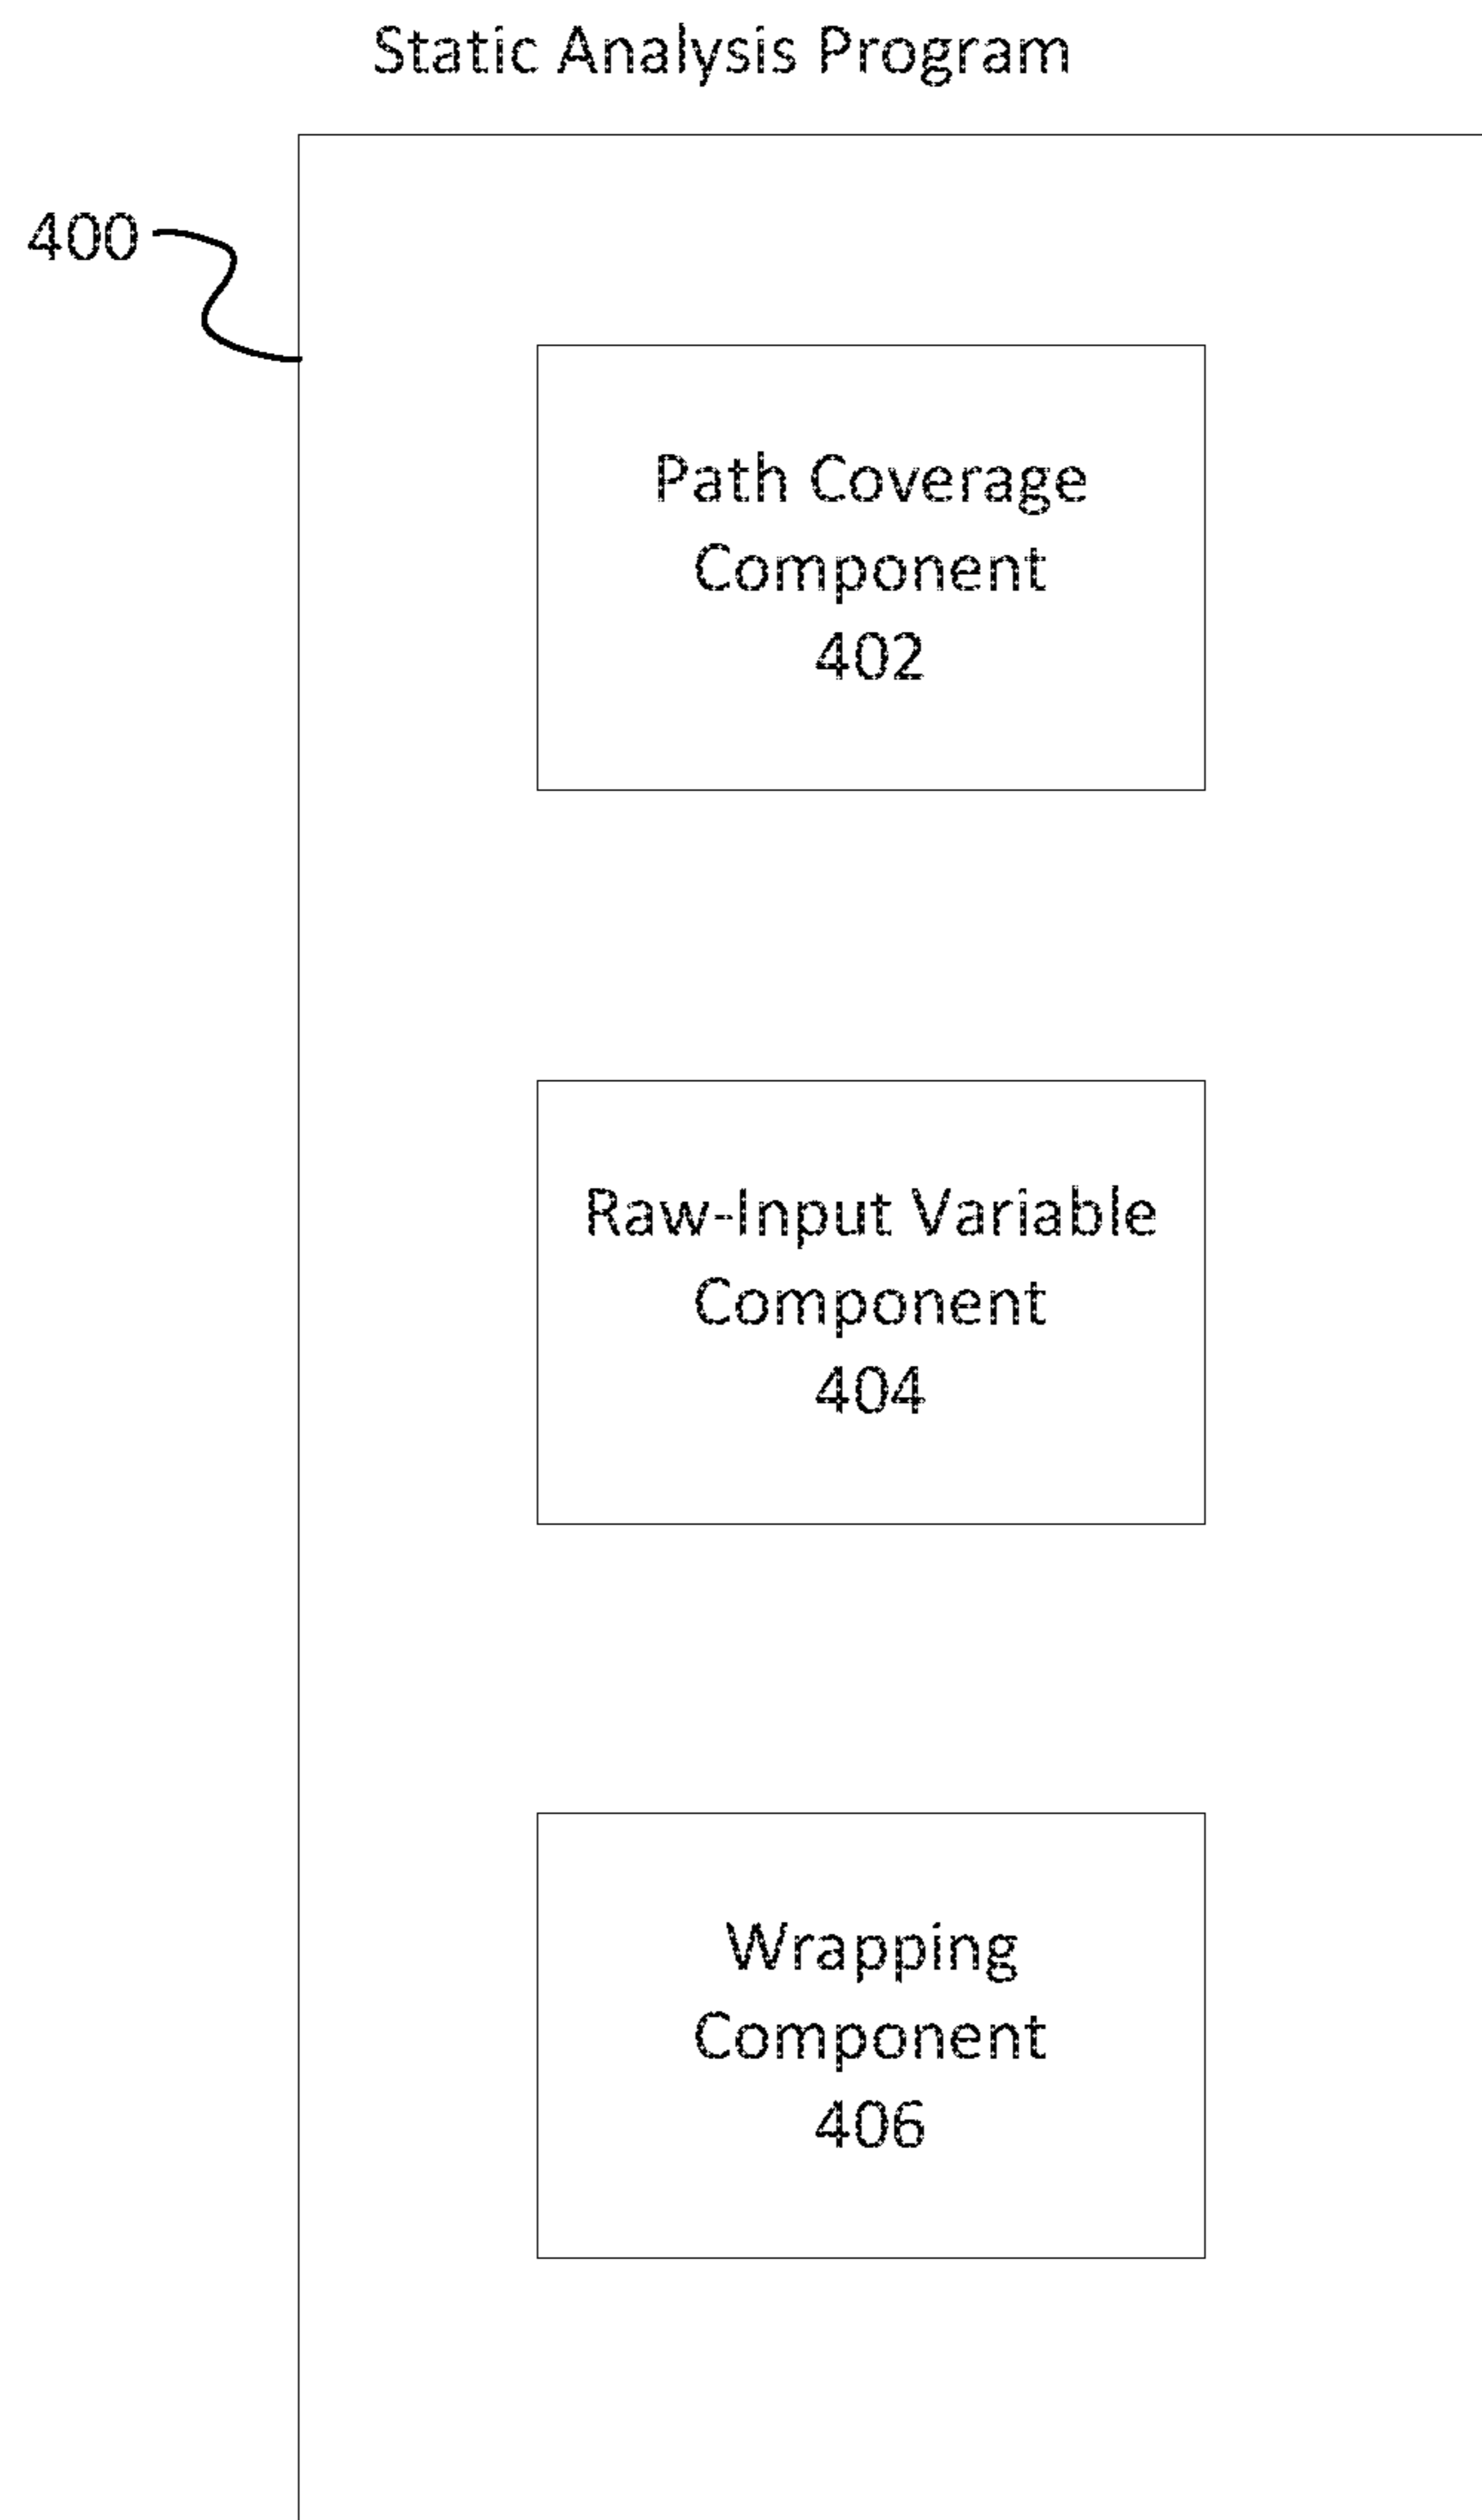 Static Analysis Program
400
Path Coverage
Component
402
Raw-Input Variable
Component
404
Wrapping
Component
406